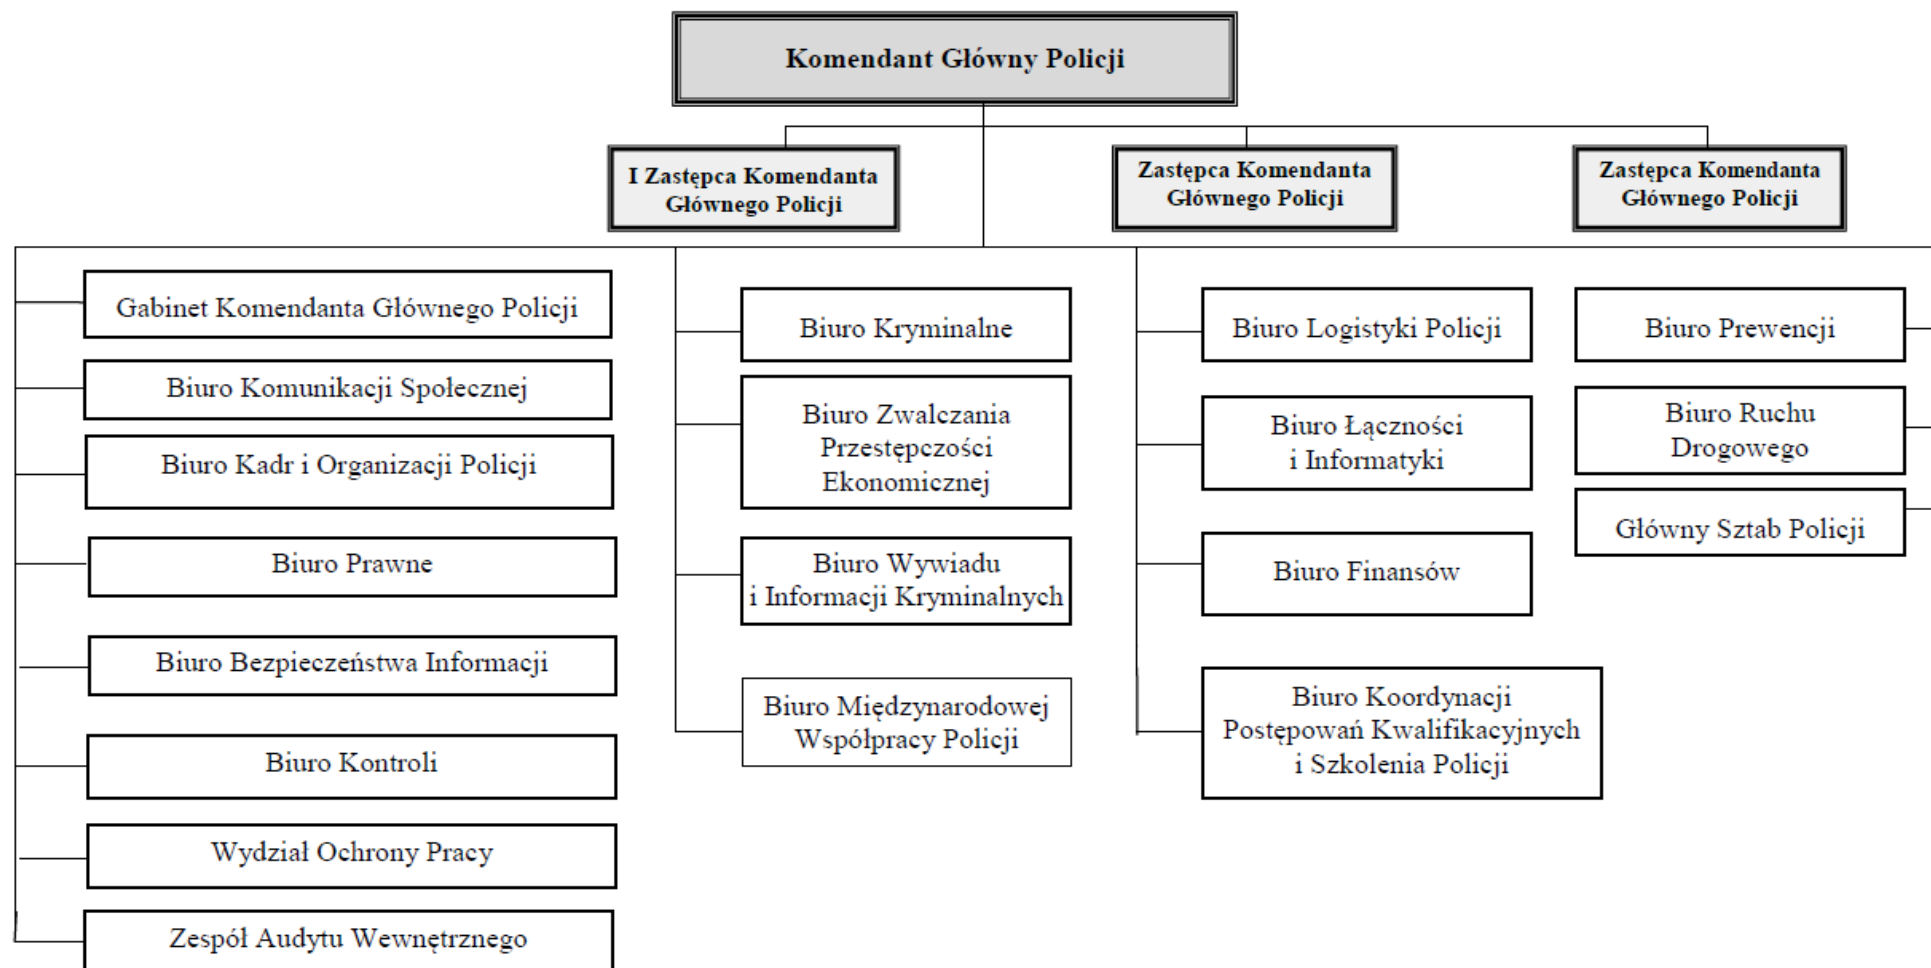 Komendant Główny Policji
I Zastępca Komendanta
Głównego Policji
Zastępca Komendanta
Głównego Policji
Zastępca Komendanta
Głównego Policji
Gabinet Komendanta Głównego Policji
Biuro Komunikacji Społecznej
Biuro Kadr i Organizacji Policji
Biuro Prawne
Biuro Bezpieczeństwa Informacji
Biuro Kontroli
Wydział Ochrony Pracy
Zespół Audytu Wewnętrznego
Biuro Kryminalne
Biuro Zwalczania
Przestępczości
Ekonomicznej
Biuro Wywiadu
i Informacji Kryminalnych
Biuro Międzynarodowej
Współpracy Policji
Biuro Logistyki Policji
Biuro Łączności
i Informatyki
Biuro Finansów
Biuro Koordynacji
Postępowań Kwalifikacyjnych
i Szkolenia Policji
Biuro Prewencji
Biuro Ruchu
Drogowego
Główny Sztab Policji